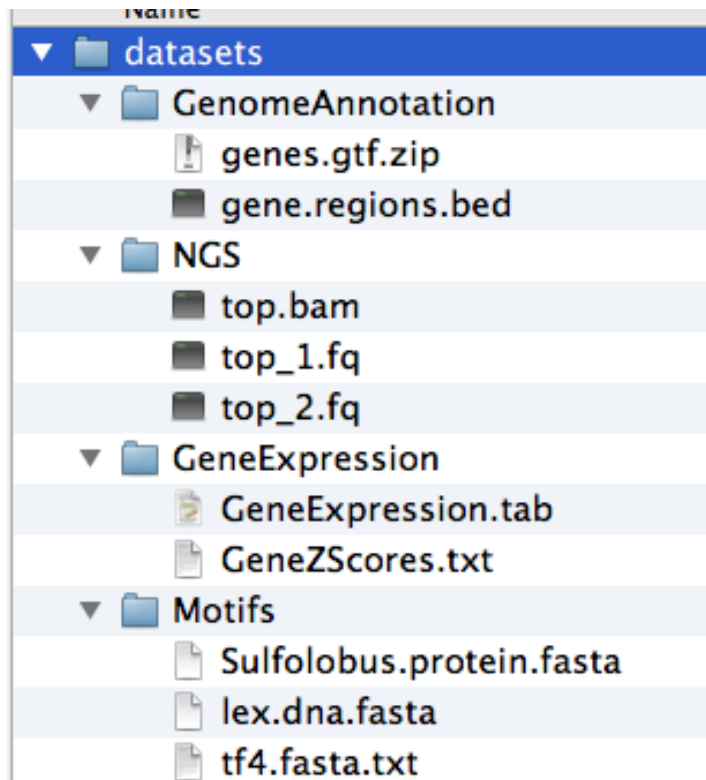 Name
datasets
GenomeAnnotation
genes.gtf.zip
gene.regions.bed
NGS
top.bam
top_1.fq
top_2.fq
GeneExpression
GeneExpression.tab
GeneZScores.txt
Motifs
Sulfolobus.protein.fasta
lex.dna.fasta
tf4.fasta.txt